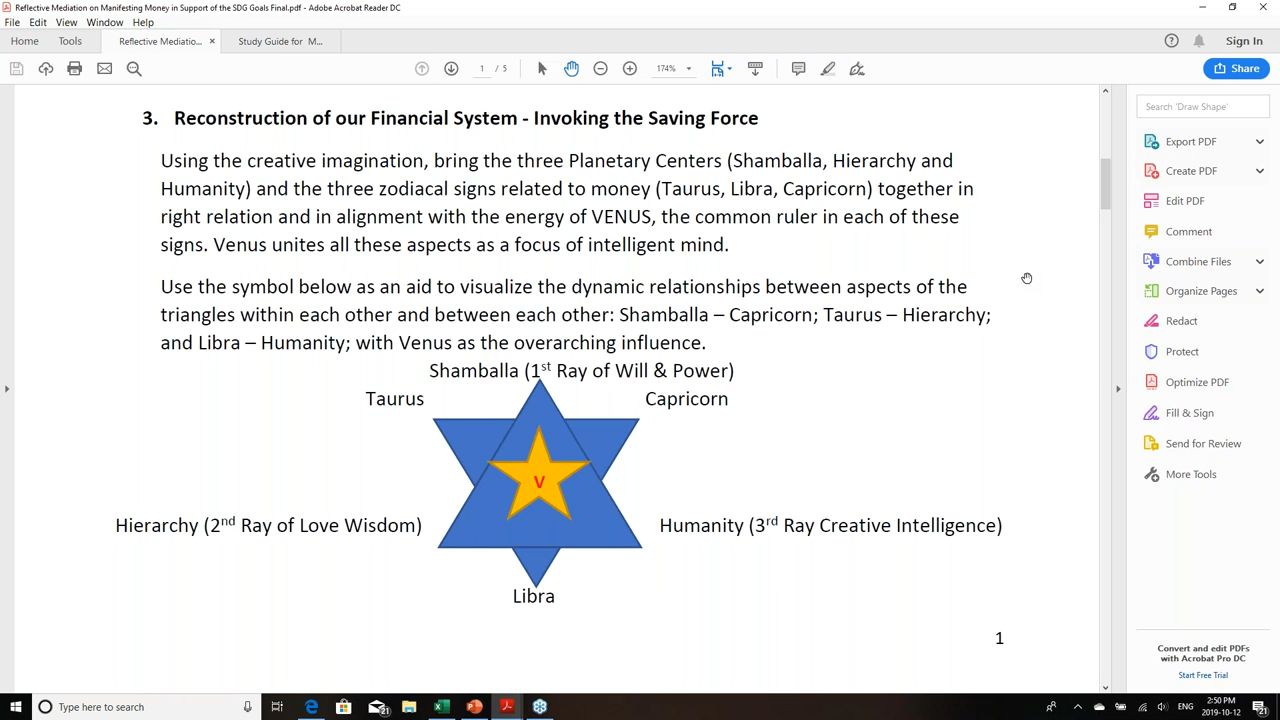 Reflective Mediation on Manifesting Money in Support of the SDG Goals Final.pdf - Adobe Acrobat Reader DC
File Edit View Window Help
Home Tools Reflective Mediatio... × Study Guide for M... Sign In
1 / 5 174% Share
3. Reconstruction of our Financial System - Invoking the Saving Force
Using the creative imagination, bring the three Planetary Centers (Shamballa, Hierarchy and
Humanity) and the three zodiacal signs related to money (Taurus, Libra, Capricorn) together in
right relation and in alignment with the energy of VENUS, the common ruler in each of these
signs. Venus unites all these aspects as a focus of intelligent mind.
Use the symbol below as an aid to visualize the dynamic relationships between aspects of the
triangles within each other and between each other: Shamballa – Capricorn; Taurus – Hierarchy;
and Libra – Humanity; with Venus as the overarching influence.
Shamballa (1st Ray of Will & Power)
Taurus Capricorn
V
Hierarchy (2nd Ray of Love Wisdom) Humanity (3rd Ray Creative Intelligence)
Libra
1
Search 'Draw Shape'
Export PDF
Create PDF
Edit PDF
Comment
Combine Files
Organize Pages
Redact
Protect
Optimize PDF
Fill & Sign
Send for Review
More Tools
Convert and edit PDFs
with Acrobat Pro DC
Start Free Trial
Type here to search
21
ENG
2:50 PM
2019-10-12
21